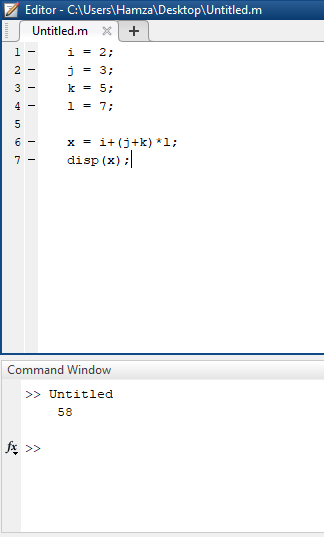 Editor - C:\Users\Hamza\Desktop\Untitled.m
Untitled.m × +
1 – i = 2;
2 – j = 3;
3 – k = 5;
4 – l = 7;
5
6 – x = i+(j+k)*l;
7 – disp(x);
Command Window
>> Untitled
58
fx >>